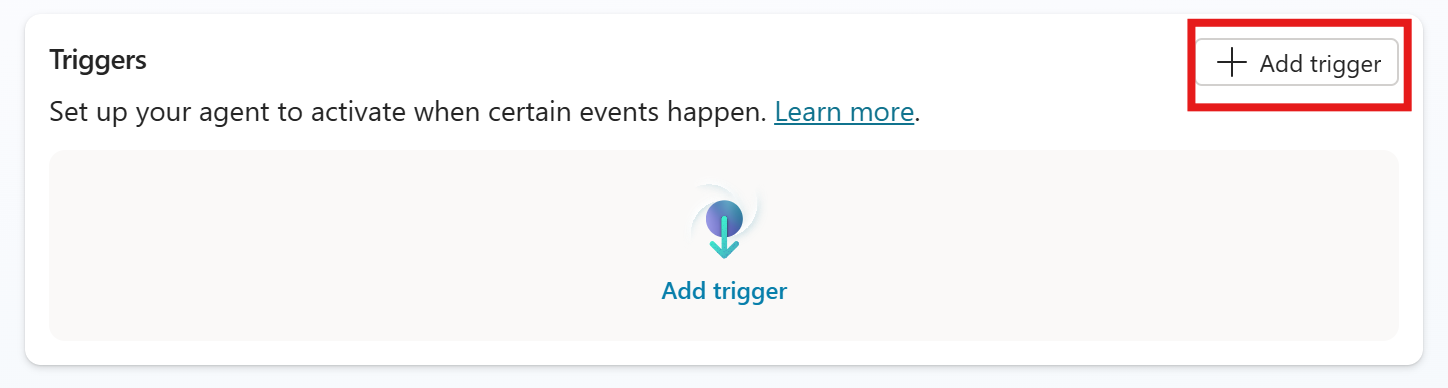 Triggers
+ Add trigger
Set up your agent to activate when certain events happen. Learn more.
Add trigger